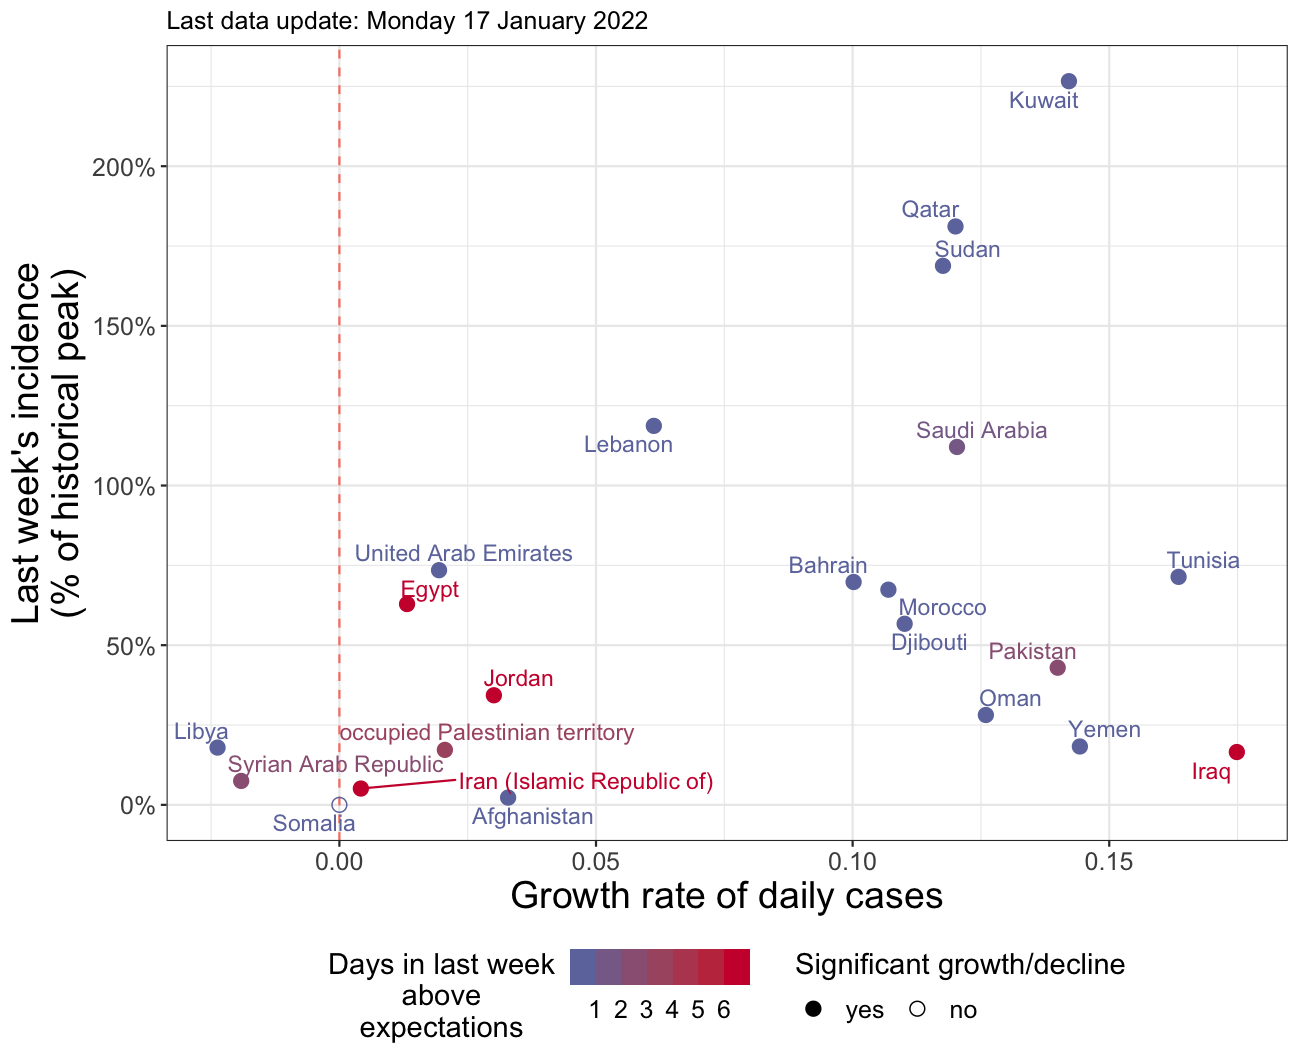 Last data update: Monday 17 January 2022
Last week's incidence
(% of historical peak)
200%
150%
100%
50%
0%
Kuwait
Qatar
Sudan
Lebanon
Saudi Arabia
United Arab Emirates
Egypt
Bahrain
Tunisia
Morocco
Djibouti
Pakistan
Jordan
Oman
Libya
occupied Palestinian territory
Yemen
Syrian Arab Republic
Iran (Islamic Republic of)
Iraq
Somalia
Afghanistan
0.00 0.05 0.10 0.15
Growth rate of daily cases
Days in last week
above
expectations
1 2 3 4 5 6
Significant growth/decline
yes no